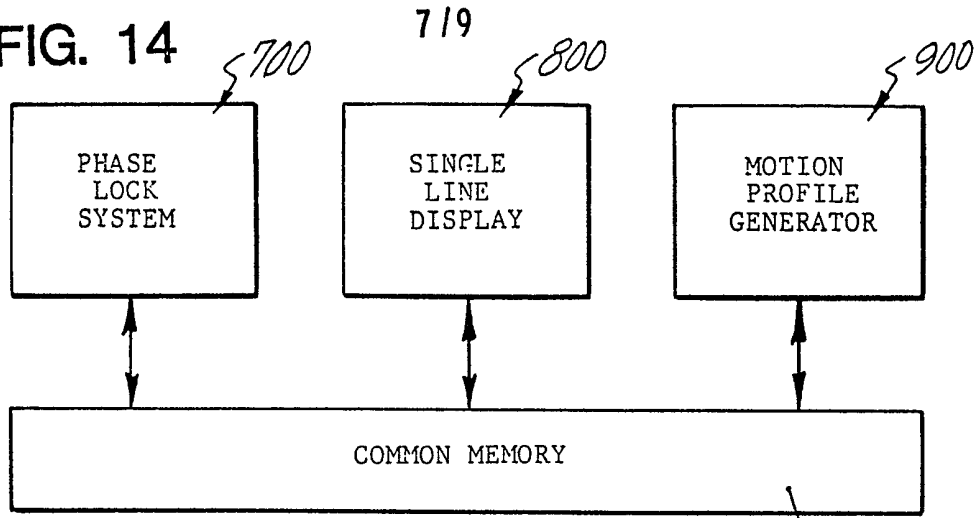 FIG. 14
7/9
700
800
900
PHASE
LOCK
SYSTEM
SINGLE
LINE
DISPLAY
MOTION
PROFILE
GENERATOR
COMMON MEMORY